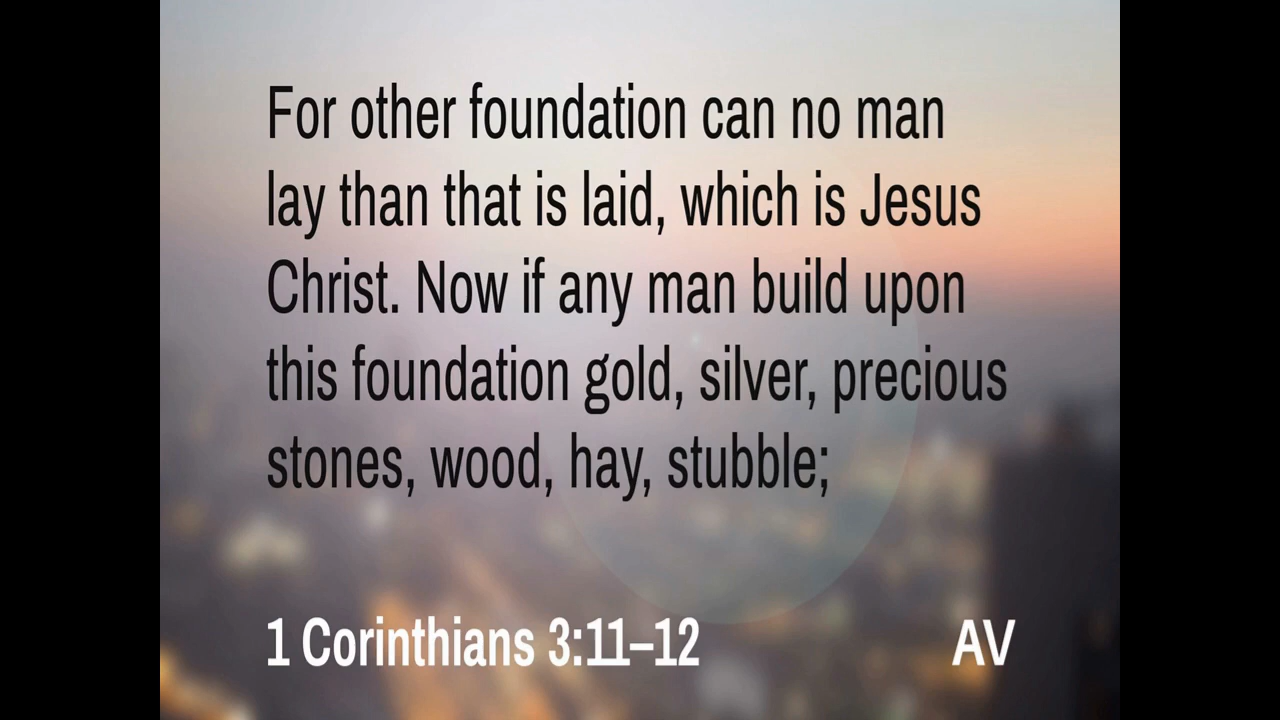 For other foundation can no man
lay than that is laid, which is Jesus
Christ. Now if any man build upon
this foundation gold, silver, precious
stones, wood, hay, stubble;
1 Corinthians 3:11–12 AV